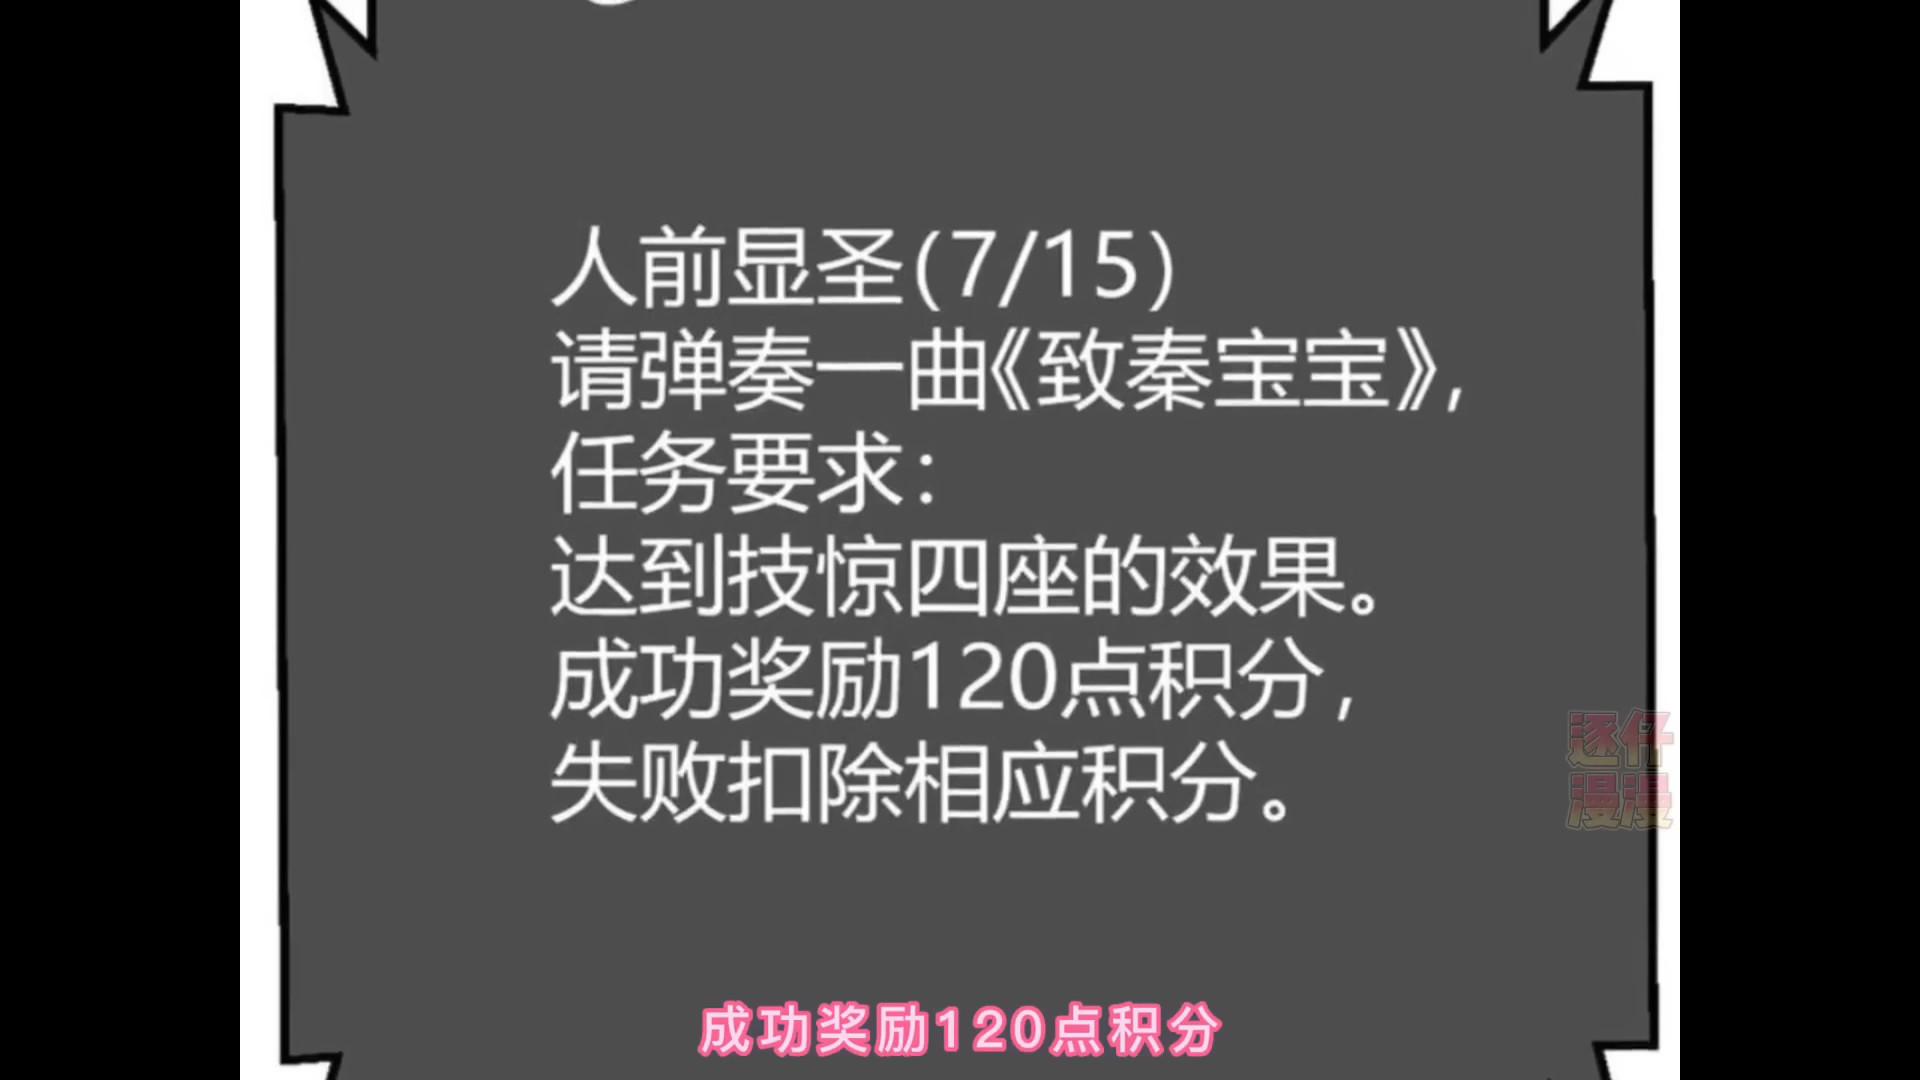 人前显圣(7/15)
请弹奏一曲《致秦宝宝》,
任务要求:
达到技惊四座的效果。
成功奖励120点积分,
失败扣除相应积分。
逐仔
漫漫
成功奖励120点积分